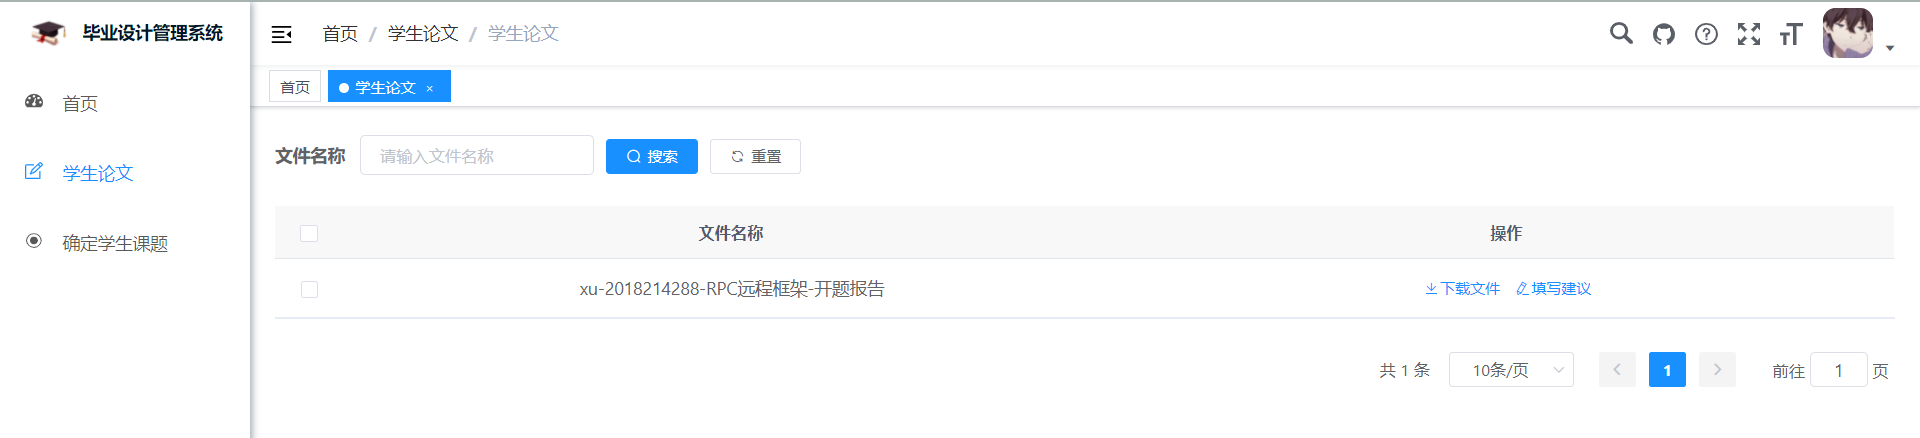 毕业设计管理系统
首页 / 学生论文 / 学生论文
首页
学生论文 ×
首页
学生论文
确定学生课题
文件名称 请输入文件名称 搜索 重置
文件名称 操作
xu-2018214288-RPC远程框架-开题报告 下载文件 填写建议
共 1 条 10条/页 1 前往 1 页